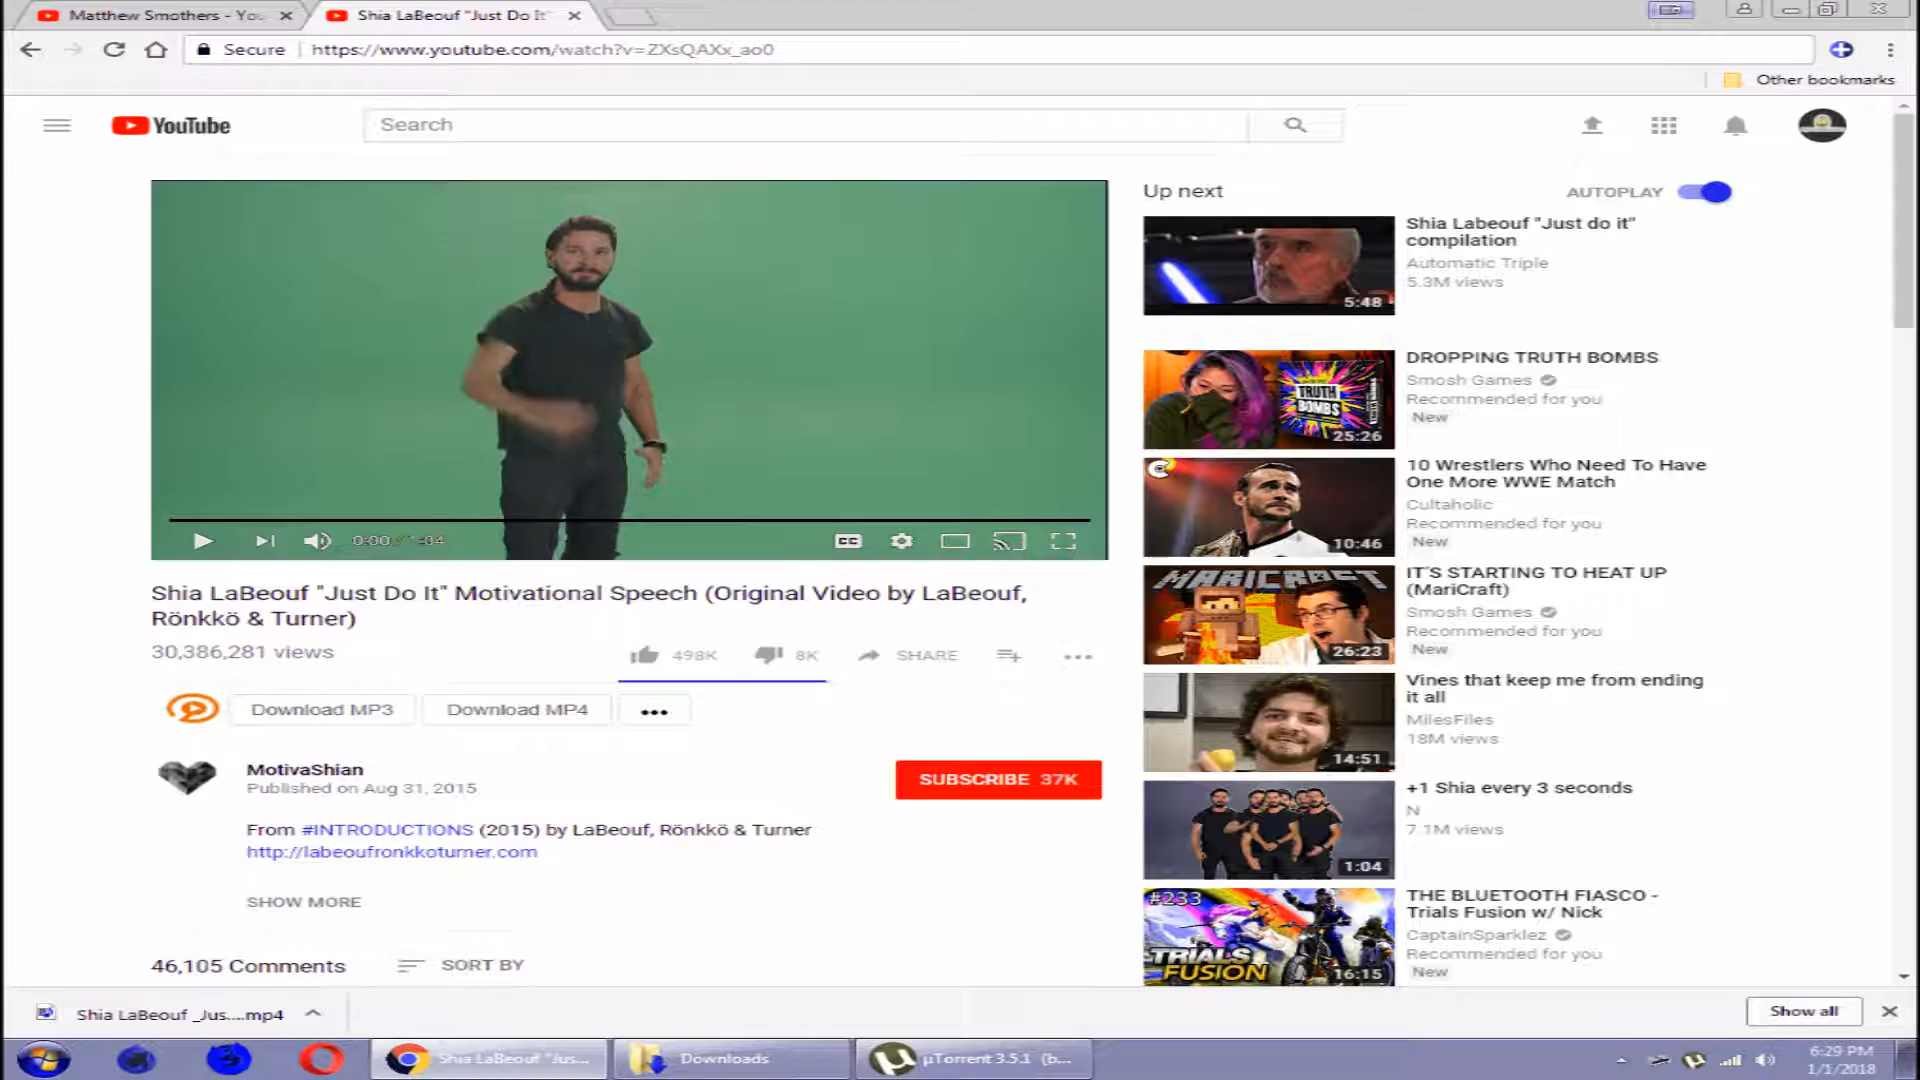 Matthew Smothers - You
Shia LaBeouf "Just Do It"
Secure
https://www.youtube.com/watch?v=ZXsQAXx_ao0
Other bookmarks
YouTube
Search
Up next
AUTOPLAY
Shia Labeouf "Just do it"
compilation
Automatic Triple
5.3M views
5:48
DROPPING TRUTH BOMBS
Smosh Games
Recommended for you
New
TRUTH
BOMBS
25:26
10 Wrestlers Who Need To Have
One More WWE Match
Cultaholic
Recommended for you
New
10:46
MARICRAFT
IT'S STARTING TO HEAT UP
(MariCraft)
Smosh Games
Recommended for you
New
26:23
Vines that keep me from ending
it all
MilesFiles
18M views
14:51
+1 Shia every 3 seconds
N
7.1M views
1:04
#233
TRIALS
FUSION
16:15
THE BLUETOOTH FIASCO -
Trials Fusion w/ Nick
CaptainSparklez
Recommended for you
New
0:00 / 1:04
CC
Shia LaBeouf "Just Do It" Motivational Speech (Original Video by LaBeouf,
Rönkkö & Turner)
30,386,281 views
498K
8K
SHARE
Download MP3
Download MP4
MotivaShian
Published on Aug 31, 2015
SUBSCRIBE 37K
From #INTRODUCTIONS (2015) by LaBeouf, Rönkkö & Turner
http://labeoufronkkoturner.com
SHOW MORE
46,105 Comments
SORT BY
Shia LaBeouf _Jus....mp4
Show all
Shia LaBeouf "Jus...
Downloads
µTorrent 3.5.1 (b...
6:29 PM
1/1/2018